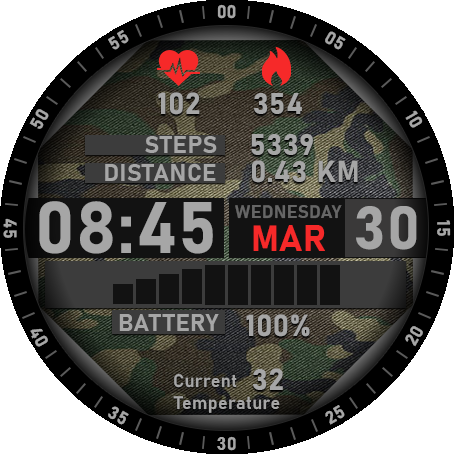 00
05
10
15
20
25
30
35
40
45
50
55
102 354
STEPS 5339
DISTANCE 0.43 KM
08:45 WEDNESDAY MAR 30
BATTERY 100%
Current 32
Temperature